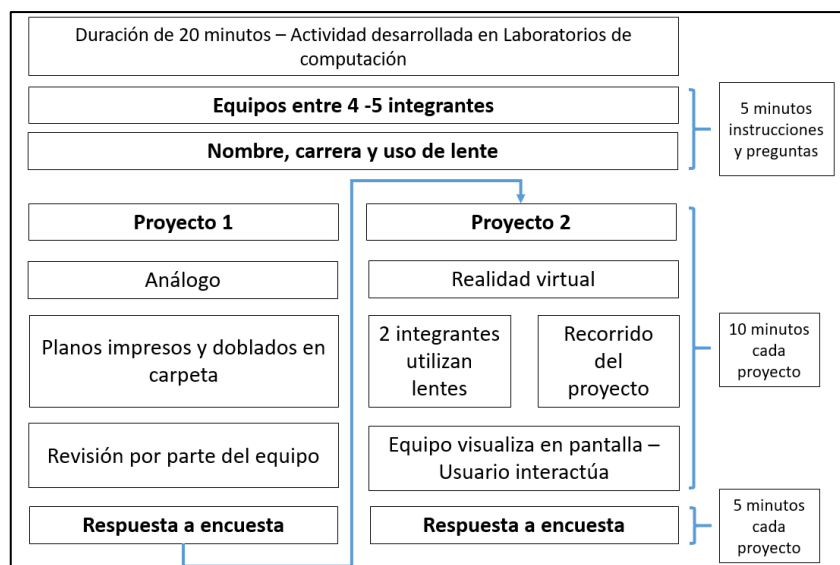 Duración de 20 minutos – Actividad desarrollada en Laboratorios de
computación
Equipos entre 4 -5 integrantes
Nombre, carrera y uso de lente
5 minutos
instrucciones
y preguntas
Proyecto 1
Análogo
Planos impresos y doblados en
carpeta
Revisión por parte del equipo
Respuesta a encuesta
Proyecto 2
Realidad virtual
2 integrantes
utilizan
lentes
Recorrido
del
proyecto
Equipo visualiza en pantalla –
Usuario interactúa
Respuesta a encuesta
10 minutos
cada
proyecto
5 minutos
cada
proyecto